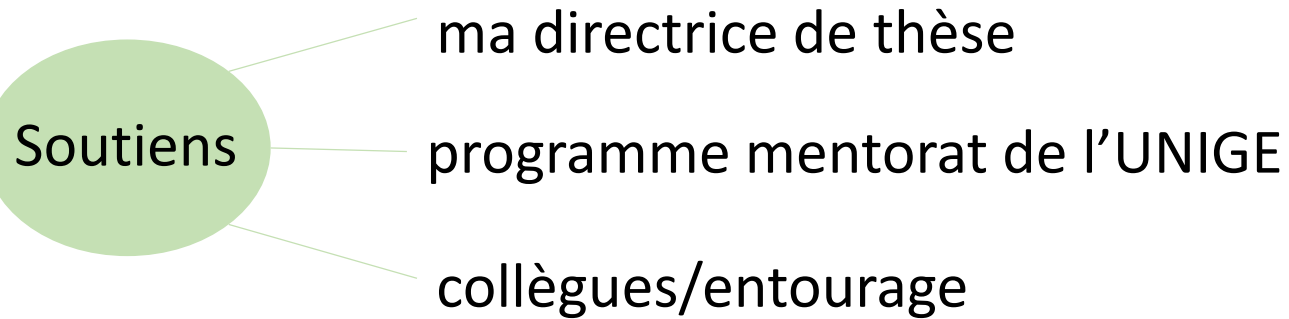 Soutiens
ma directrice de thèse
programme mentorat de l’UNIGE
collègues/entourage